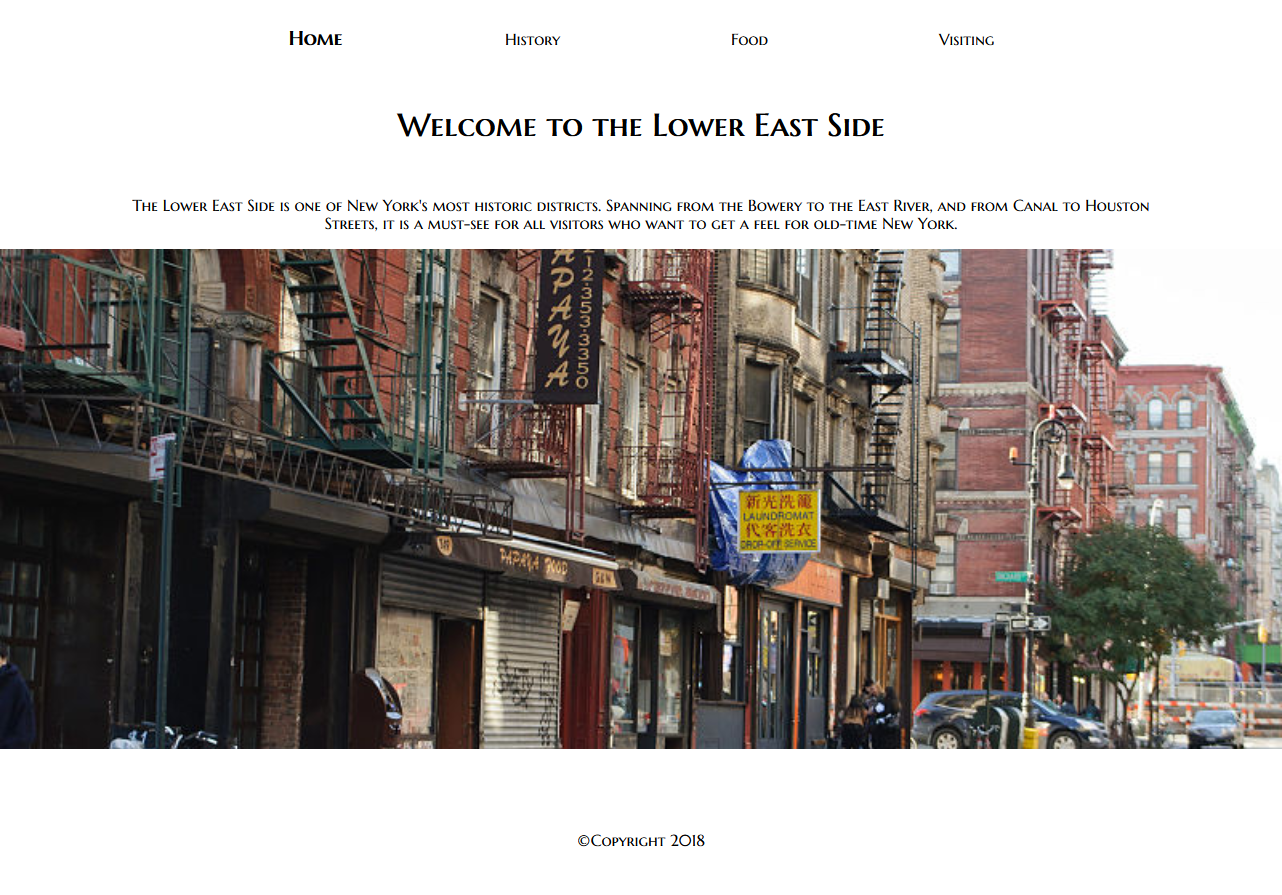 Home History Food Visiting
Welcome to the Lower East Side
The Lower East Side is one of New York's most historic districts. Spanning from the Bowery to the East River, and from Canal to Houston
Streets, it is a must-see for all visitors who want to get a feel for old-time New York.
PAPAYA
212·353·3350
新光洗衣
LAUNDROMAT
代客洗衣
DROP-OFF SERVICE
PAPAYA FOOD
©Copyright 2018